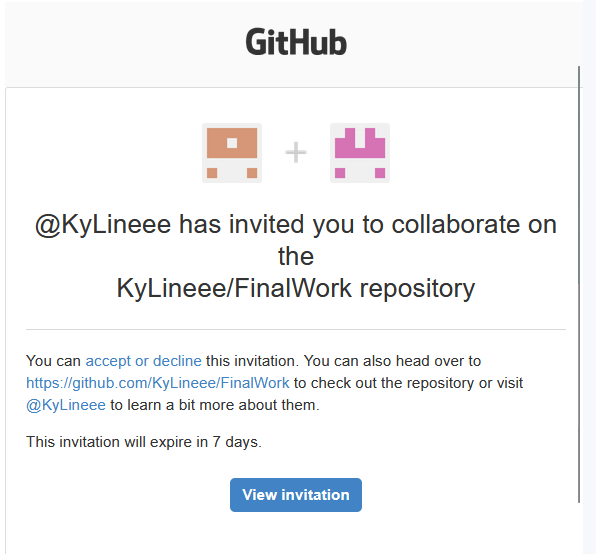 GitHub
@KyLineee has invited you to collaborate on
the
KyLineee/FinalWork repository
You can accept or decline this invitation. You can also head over to
https://github.com/KyLineee/FinalWork to check out the repository or visit
@KyLineee to learn a bit more about them.
This invitation will expire in 7 days.
View invitation